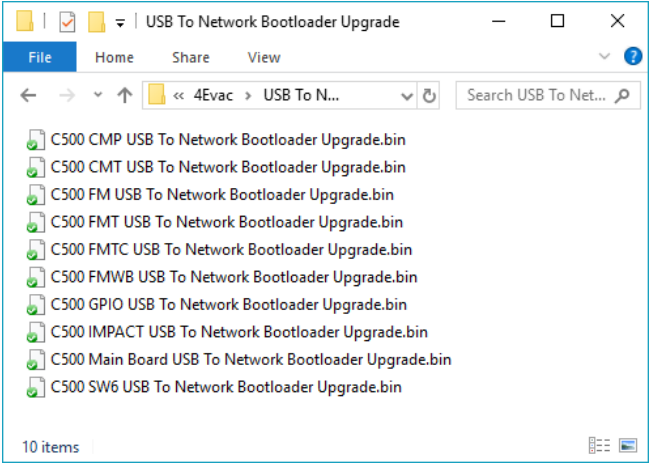 USB To Network Bootloader Upgrade
File Home Share View
« 4Evac > USB To N... Search USB To Net...
C500 CMP USB To Network Bootloader Upgrade.bin
C500 CMT USB To Network Bootloader Upgrade.bin
C500 FM USB To Network Bootloader Upgrade.bin
C500 FMT USB To Network Bootloader Upgrade.bin
C500 FMTC USB To Network Bootloader Upgrade.bin
C500 FMWB USB To Network Bootloader Upgrade.bin
C500 GPIO USB To Network Bootloader Upgrade.bin
C500 IMPACT USB To Network Bootloader Upgrade.bin
C500 Main Board USB To Network Bootloader Upgrade.bin
C500 SW6 USB To Network Bootloader Upgrade.bin
10 items